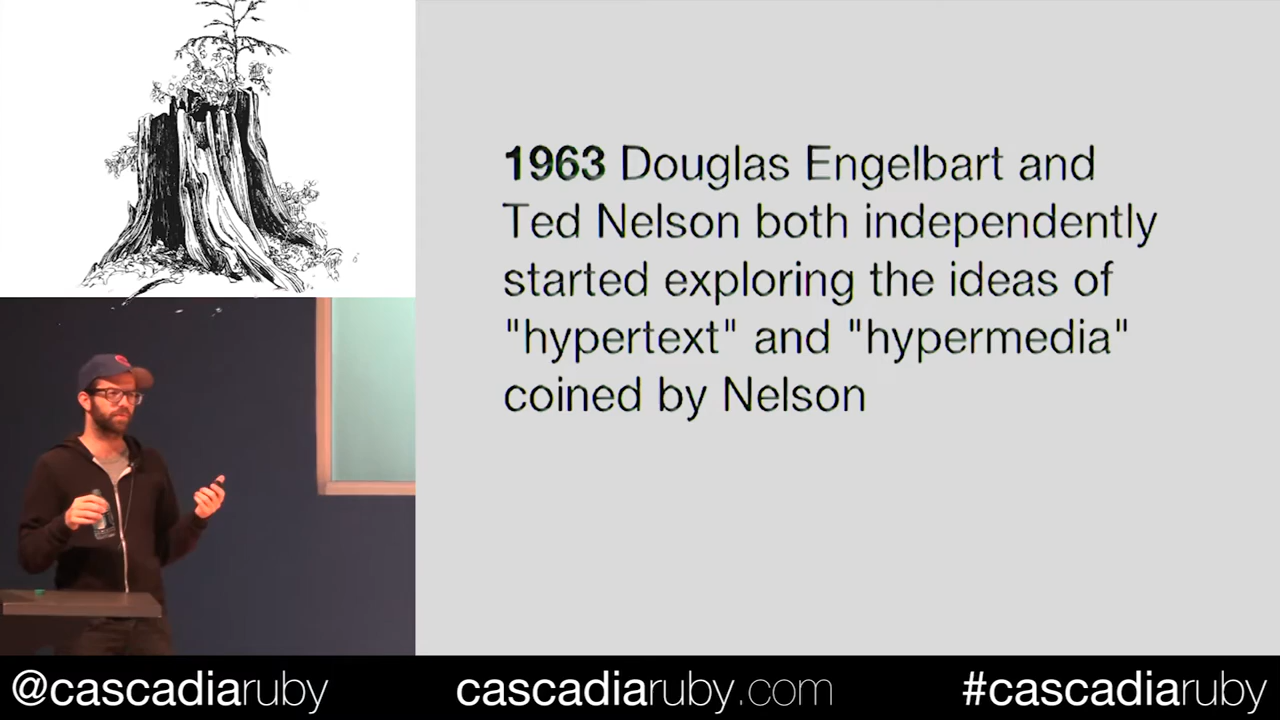 1963 Douglas Engelbart and
Ted Nelson both independently
started exploring the ideas of
"hypertext" and "hypermedia"
coined by Nelson
@cascadiaruby
cascadiaruby.com
#cascadiaruby